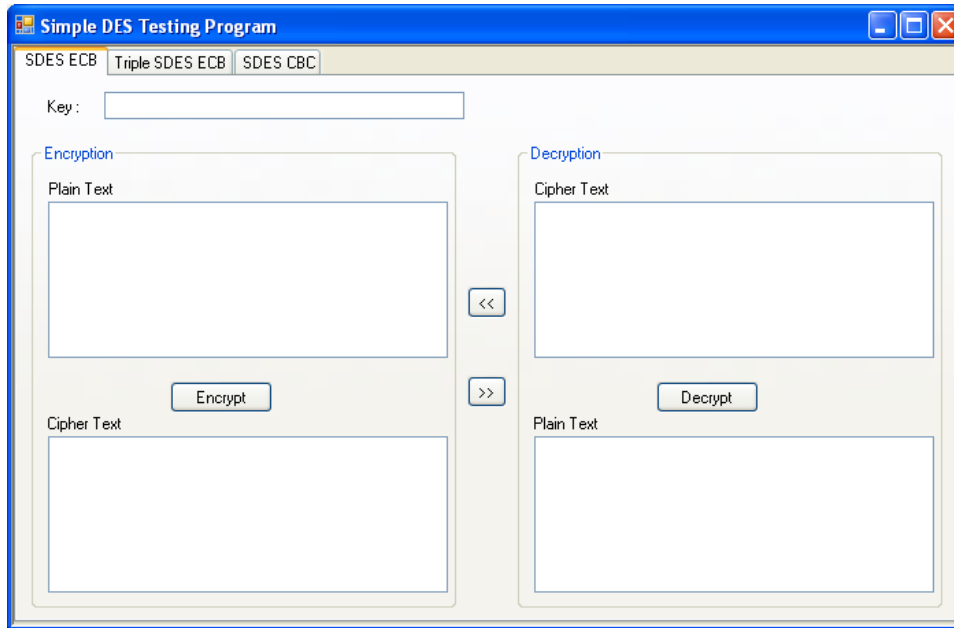 Simple DES Testing Program
SDES ECB Triple SDES ECB SDES CBC
Key :
Encryption
Plain Text
Encrypt
Cipher Text
<<
>>
Decryption
Cipher Text
Decrypt
Plain Text